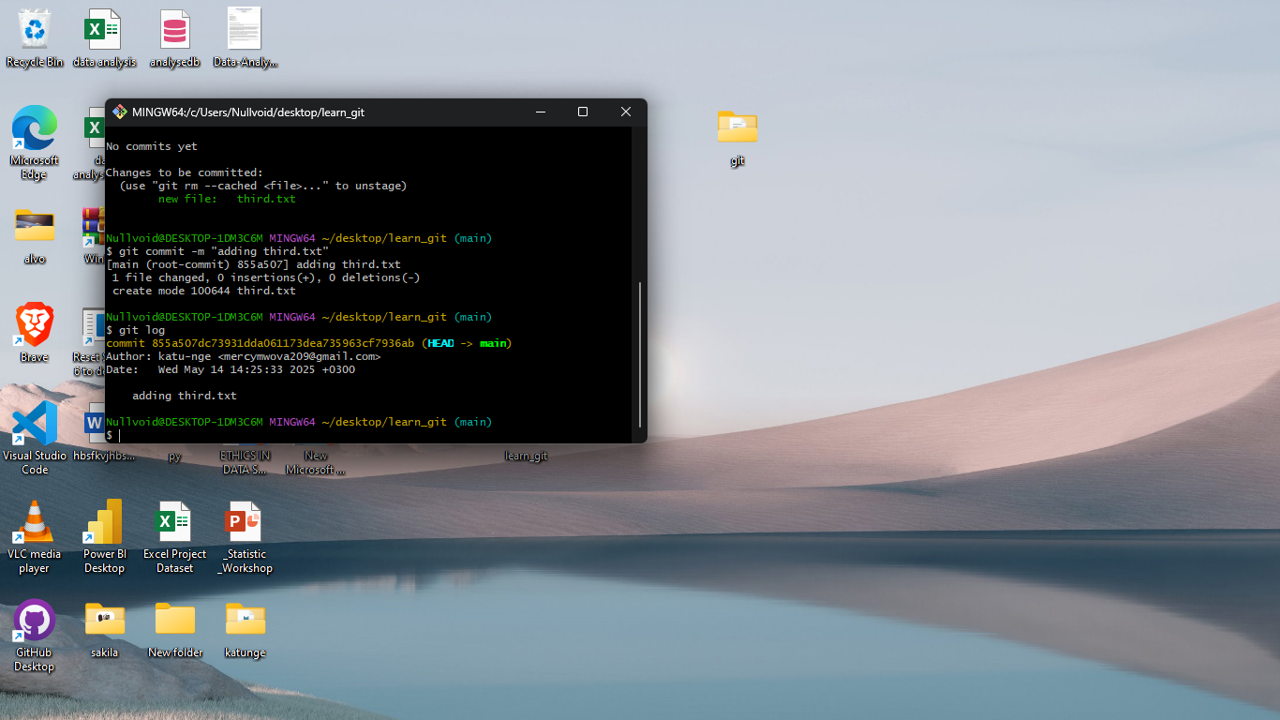 Recycle Bin
data analysis
analysedb
Data-Analy...
MINGW64:/c/Users/Nullvoid/desktop/learn_git
No commits yet
Changes to be committed:
(use "git rm --cached <file>..." to unstage)
new file:   third.txt
Nullvoid@DESKTOP-1DM3C6M MINGW64 ~/desktop/learn_git (main)
$ git commit -m "adding third.txt"
[main (root-commit) 855a507] adding third.txt
1 file changed, 0 insertions(+), 0 deletions(-)
create mode 100644 third.txt
Nullvoid@DESKTOP-1DM3C6M MINGW64 ~/desktop/learn_git (main)
$ git log
commit 855a507dc73931dda061173dea735963cf7936ab (HEAD -> main)
Author: katu-nge <mercymwova209@gmail.com>
Date:   Wed May 14 14:25:33 2025 +0300
adding third.txt
Nullvoid@DESKTOP-1DM3C6M MINGW64 ~/desktop/learn_git (main)
$
git
Microsoft
Edge
alvo
Brave
Visual Studio
Code
hbsfkvjhbs...
py
ETHICS IN
DATA S...
New
Microsoft ...
learn_git
VLC media
player
Power BI
Desktop
Excel Project
Dataset
_Statistic
_Workshop
GitHub
Desktop
sakila
New folder
katunge